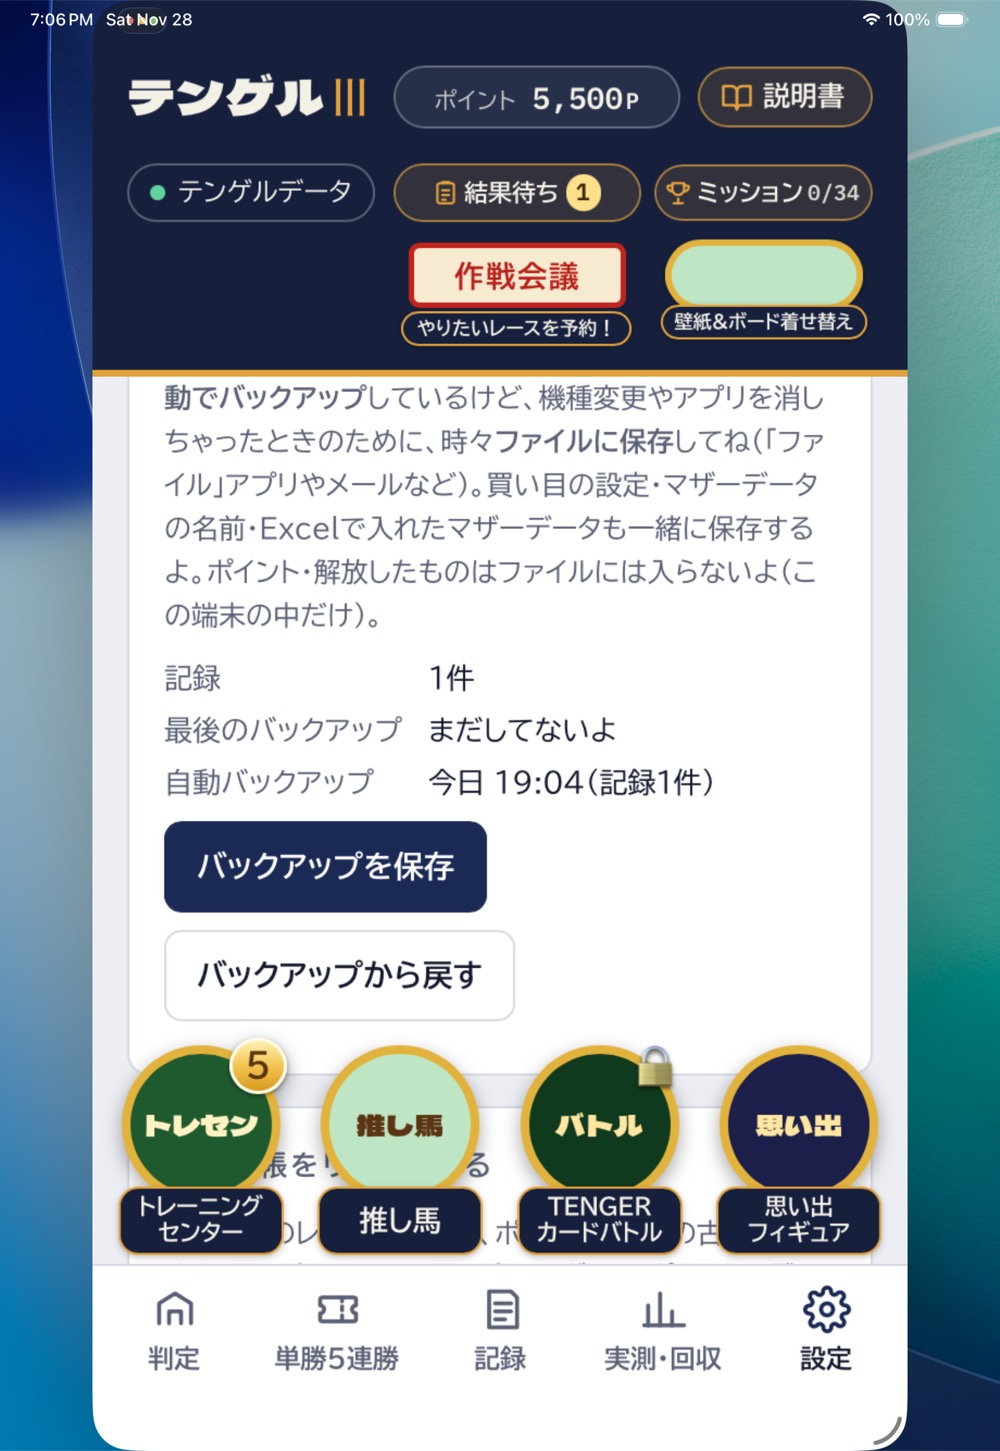 7:06 PM Sat Nov 28
100%
テンゲルIII
ポイント 5,500P
説明書
テンゲルデータ
結果待ち 1
ミッション 0/34
作戦会議
やりたいレースを予約！
壁紙&ボード着せ替え
動でバックアップしているけど、機種変更やアプリを消し
ちゃったときのために、時々ファイルに保存してね(「ファ
イル」アプリやメールなど)。買い目の設定・マザーデータ
の名前・Excelで入れたマザーデータも一緒に保存する
よ。ポイント・解放したものはファイルには入らないよ(こ
の端末の中だけ)。
記録 1件
最後のバックアップ まだしてないよ
自動バックアップ 今日 19:04(記録1件)
バックアップを保存
バックアップから戻す
5
トレセン
推し馬
バトル
思い出
帳を
る
トレーニング
センター
推し馬
TENGER
カードバトル
思い出
フィギュア
のレ
、ポ
の古
判定
単勝5連勝
記録
実測・回収
設定